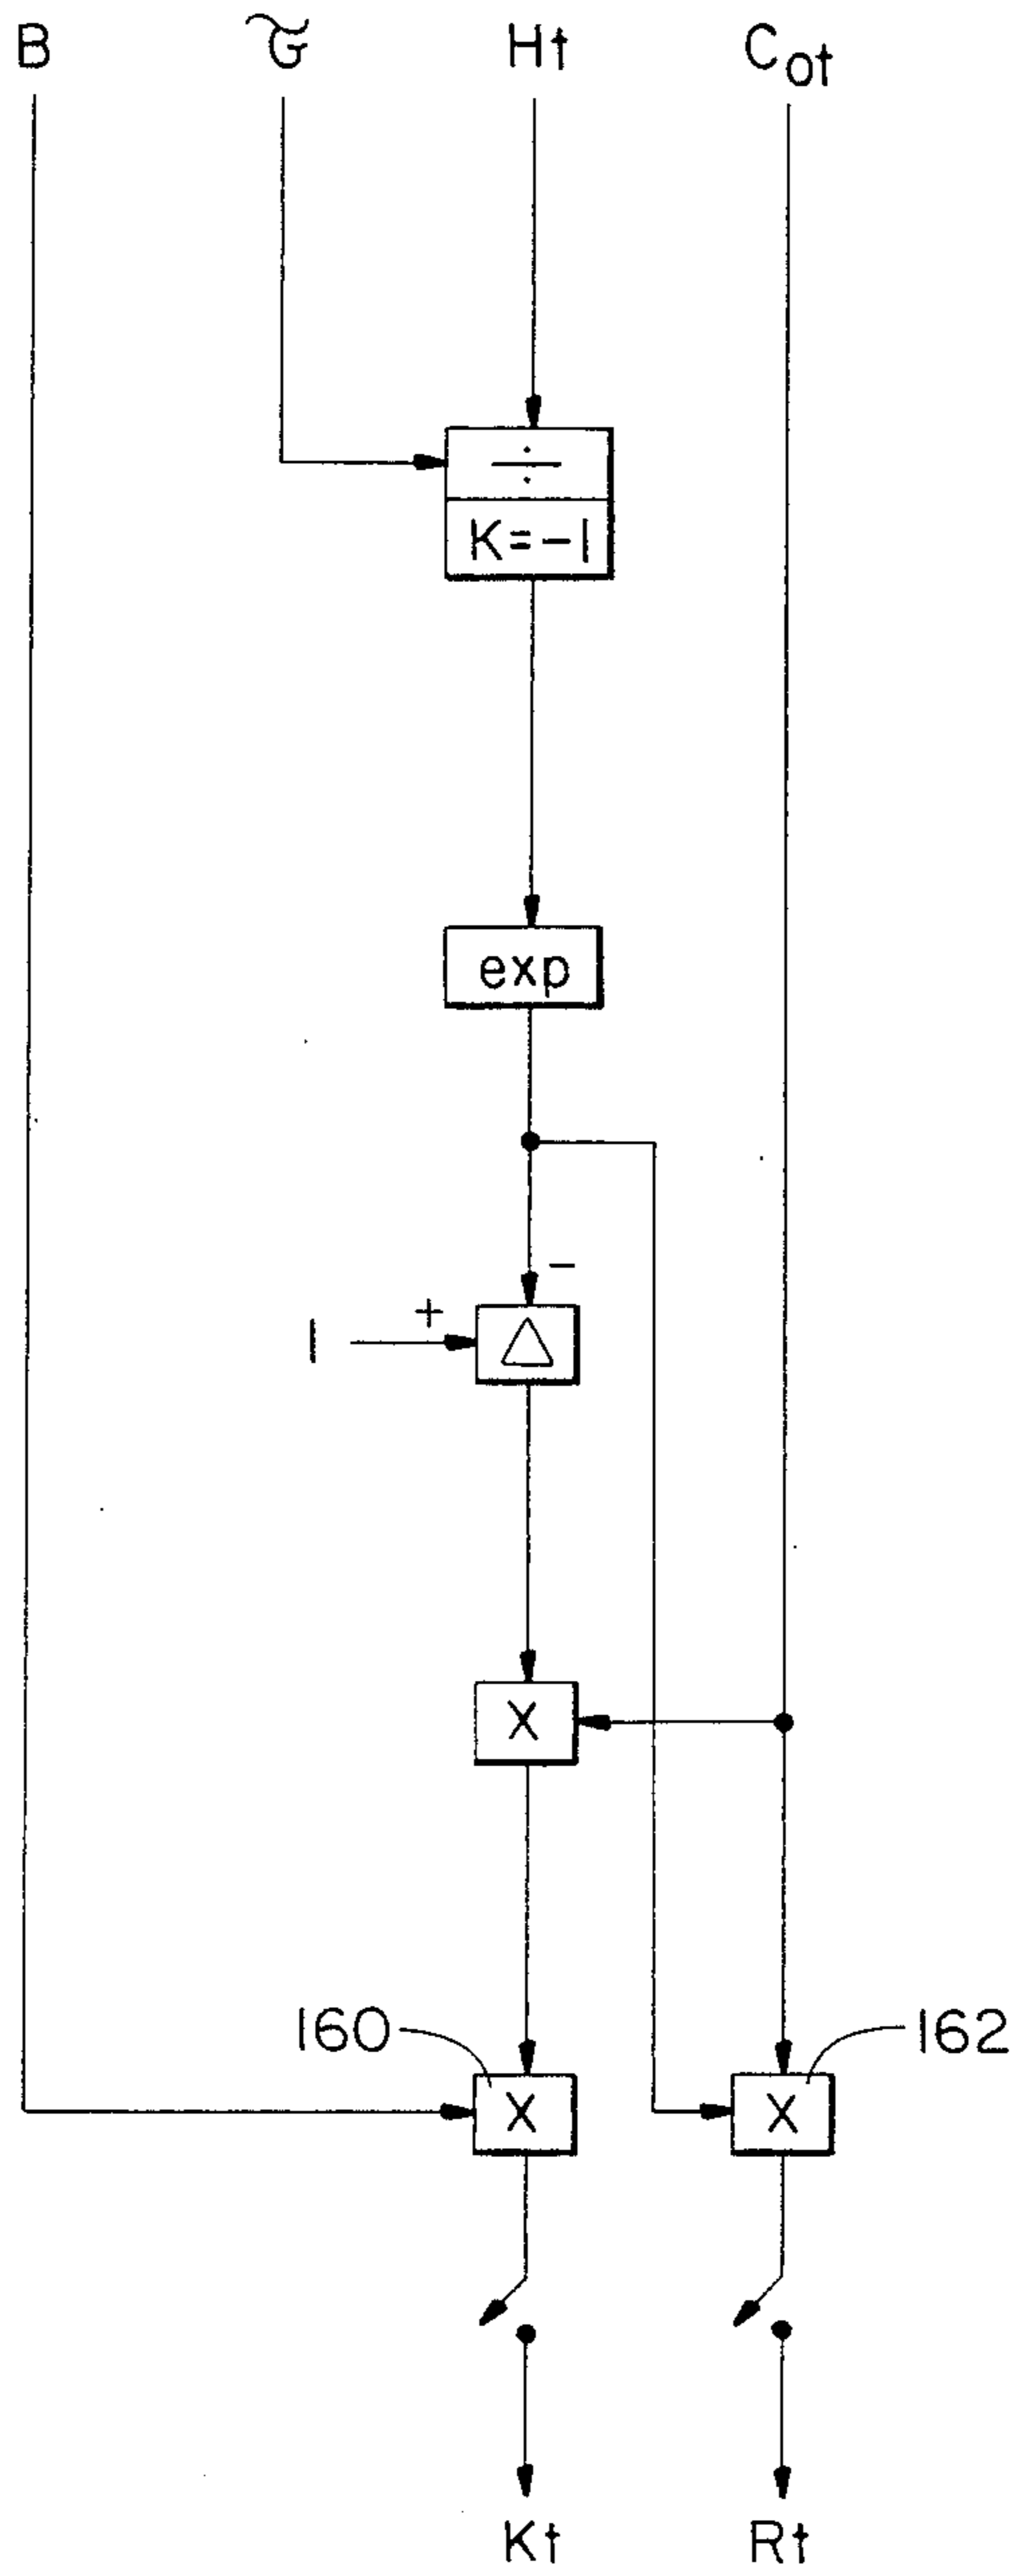 B G̃ Ht Cot
÷
K=-1
exp
-
+
1
△
X
160
162
X X
Kt Rt